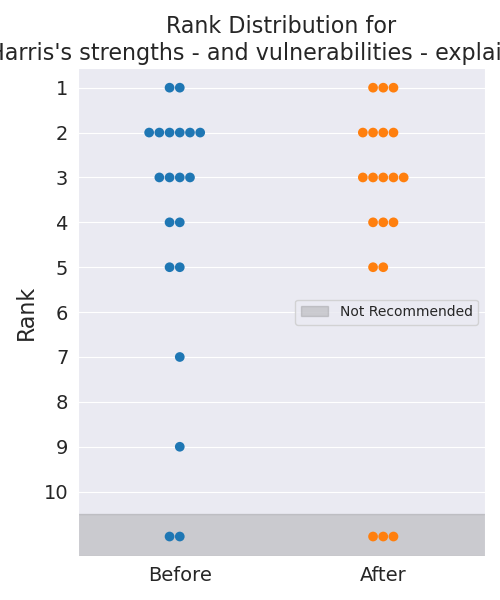 Rank Distribution for
Harris's strengths - and vulnerabilities - explai
1
2
3
4
5
6
7
8
9
10
Rank
Not Recommended
Before
After